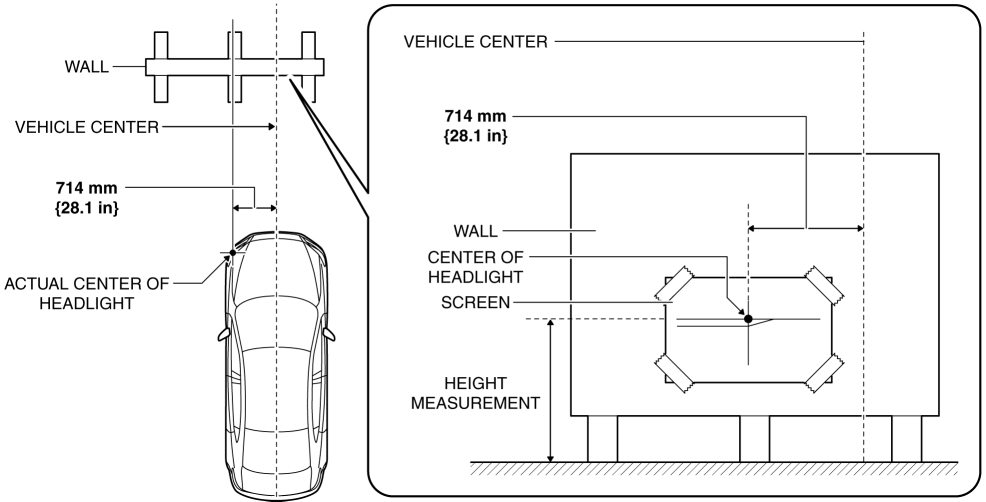 WALL
VEHICLE CENTER
714 mm
{28.1 in}
ACTUAL CENTER OF
HEADLIGHT
VEHICLE CENTER
714 mm
{28.1 in}
WALL
CENTER OF
HEADLIGHT
SCREEN
HEIGHT
MEASUREMENT